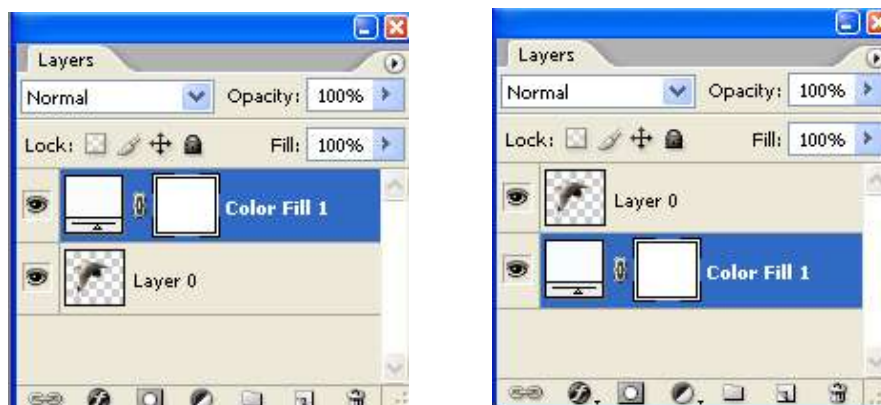 Layers
Normal Opacity: 100%
Lock: Fill: 100%
Color Fill 1
Layer 0
Layers
Normal Opacity: 100%
Lock: Fill: 100%
Layer 0
Color Fill 1